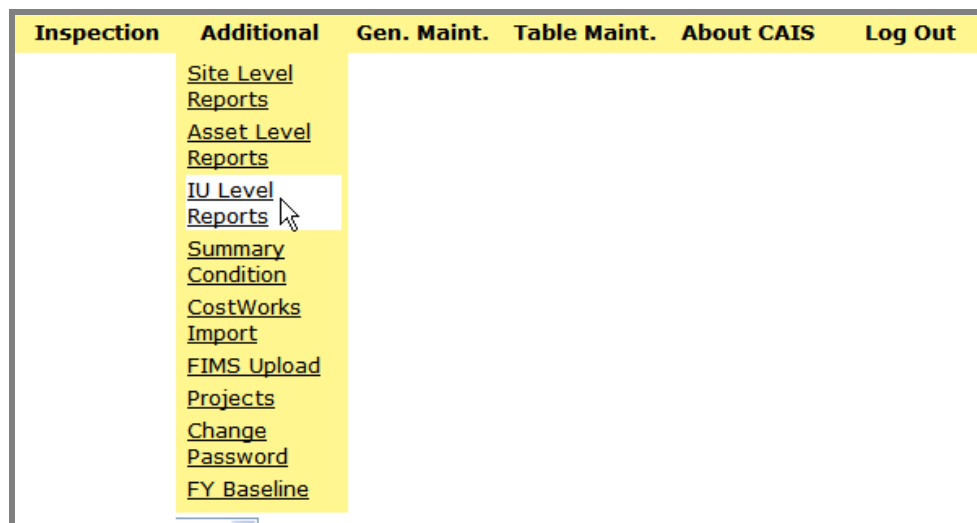 Inspection Additional Gen. Maint. Table Maint. About CAIS Log Out
Site Level
Reports
Asset Level
Reports
IU Level
Reports
Summary
Condition
CostWorks
Import
FIMS Upload
Projects
Change
Password
FY Baseline